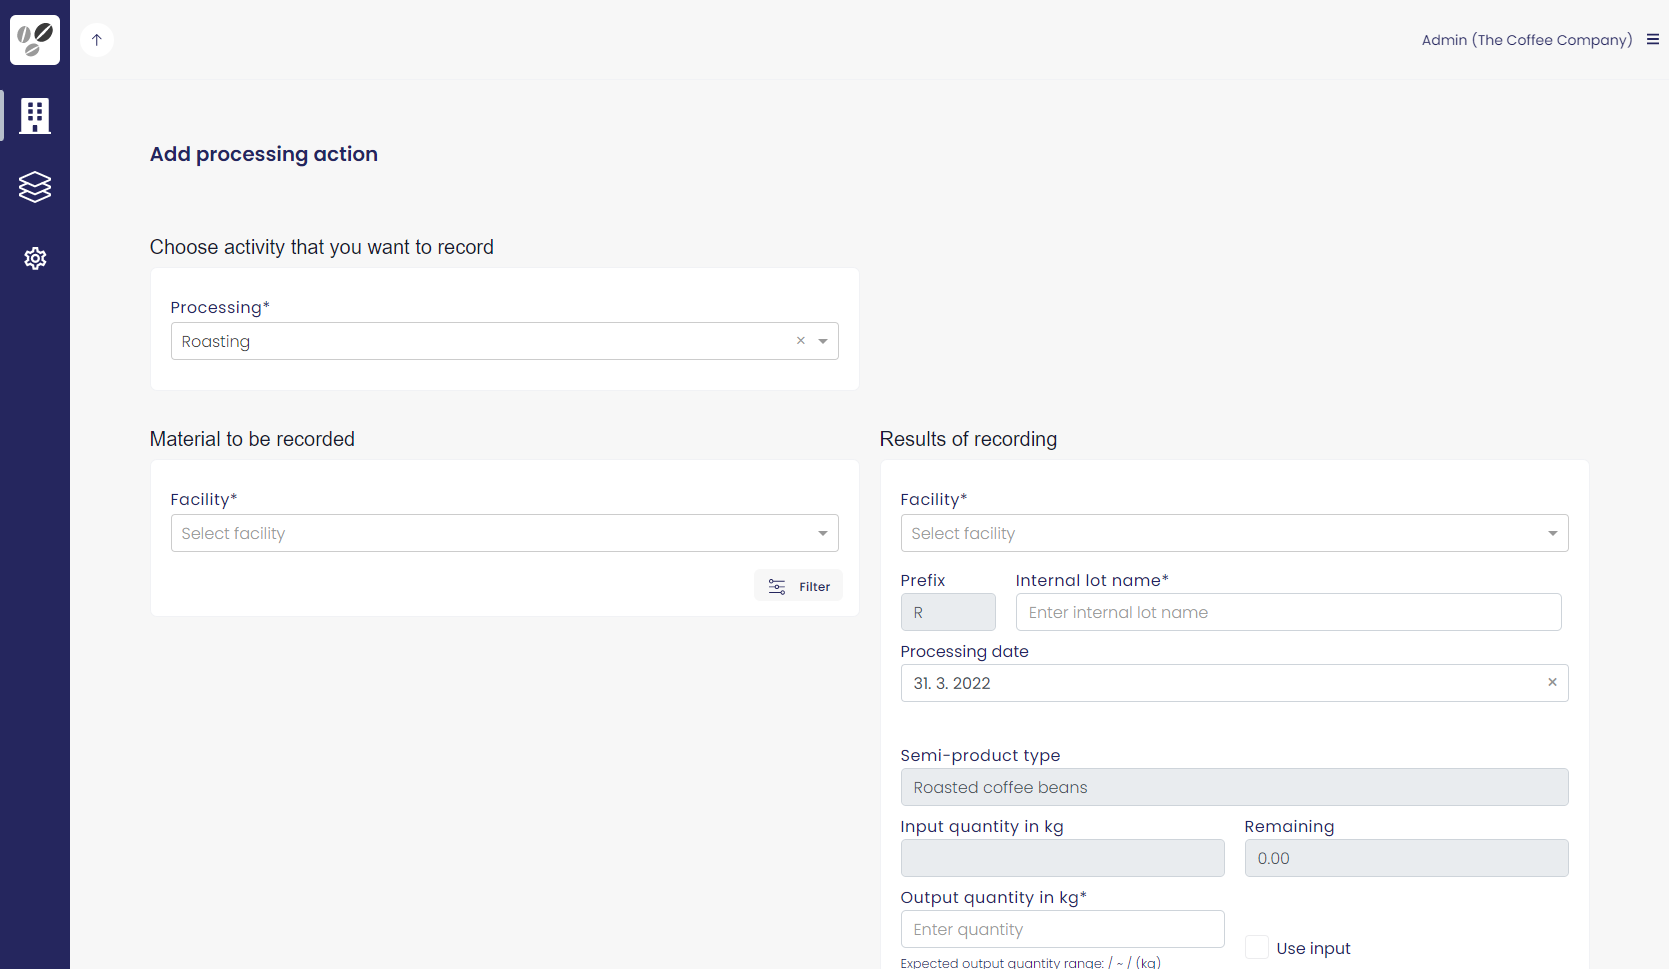 Admin (The Coffee Company)
Add processing action
Choose activity that you want to record
Processing*
Roasting
Material to be recorded
Facility*
Select facility
Filter
Results of recording
Facility*
Select facility
Prefix Internal lot name*
R Enter internal lot name
Processing date
31. 3. 2022
Semi-product type
Roasted coffee beans
Input quantity in kg Remaining
0.00
Output quantity in kg*
Enter quantity
Use input
Expected output quantity range: / ~ / (kg)